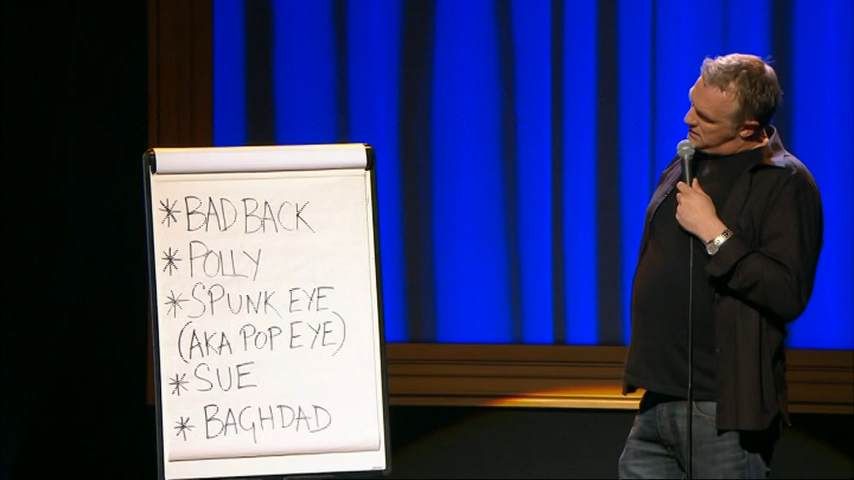 * BAD BACK
* POLLY
* SPUNK EYE
(AKA POP EYE)
* SUE
* BAGHDAD